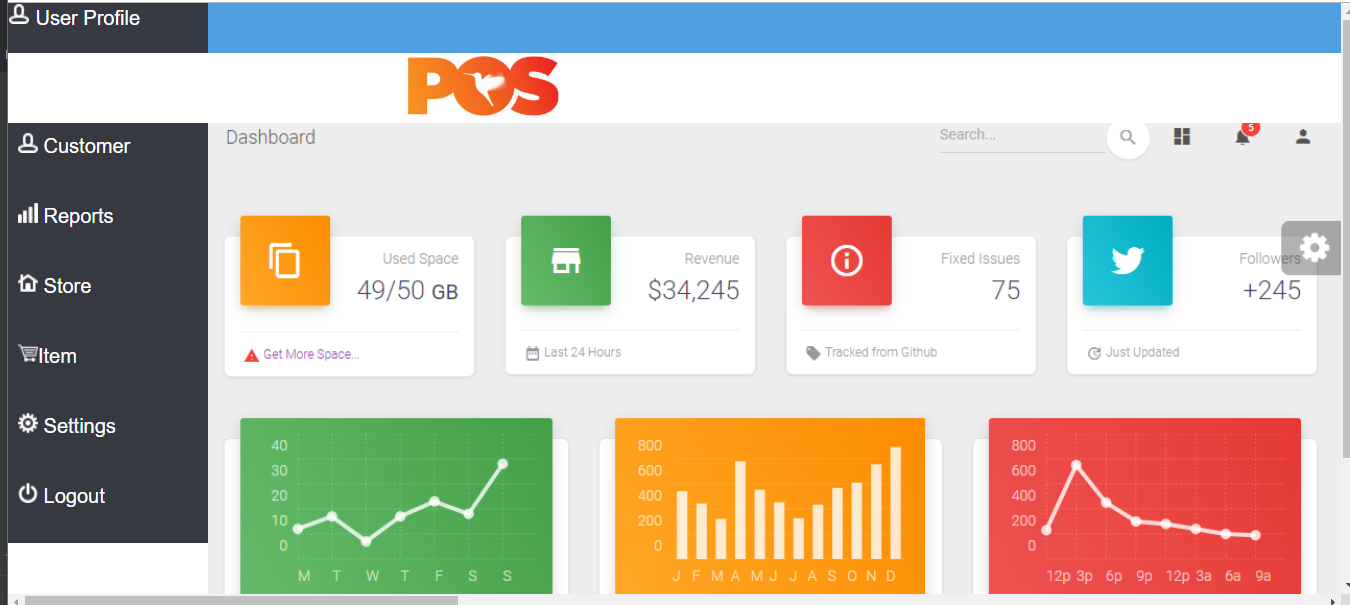 User Profile
POS
Customer
Reports
Store
Item
Settings
Logout
Dashboard
Search...
5
Used Space
49/50 GB
Get More Space...
Revenue
$34,245
Last 24 Hours
Fixed Issues
75
Tracked from Github
Followers
+245
Just Updated
40
30
20
10
0
M T W T F S S
800
600
400
200
0
J F M A M J J A S O N D
800
600
400
200
0
12p 3p 6p 9p 12p 3a 6a 9a